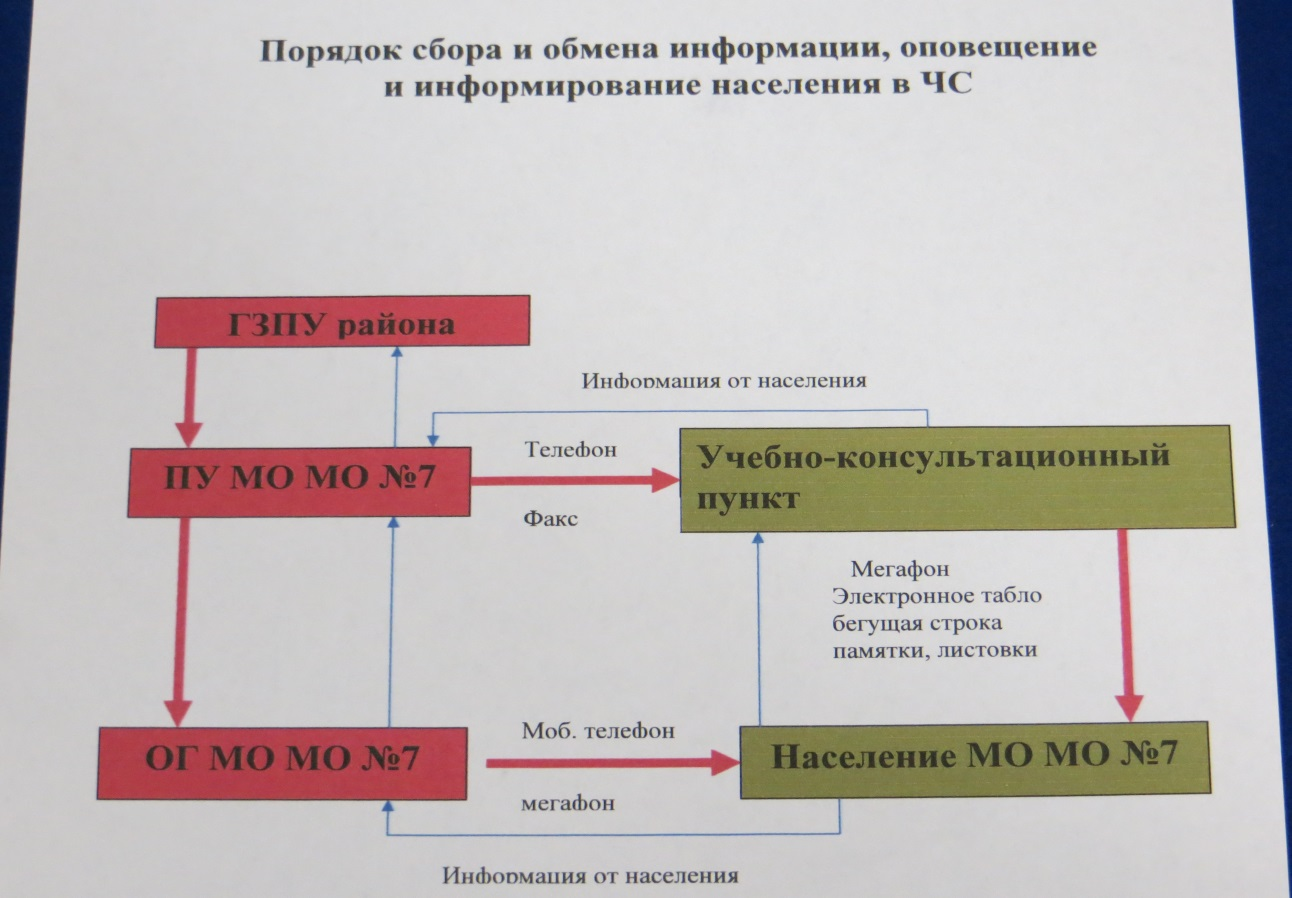 Порядок сбора и обмена информации, оповещение
и информирование населения в ЧС
ГЗПУ района
Информация от населения
Телефон
ПУ МО МО №7
Учебно-консультационный
пункт
Факс
Мегафон
Электронное табло
бегущая строка
памятки, листовки
Моб. телефон
ОГ МО МО №7
Население МО МО №7
мегафон
Информация от населения